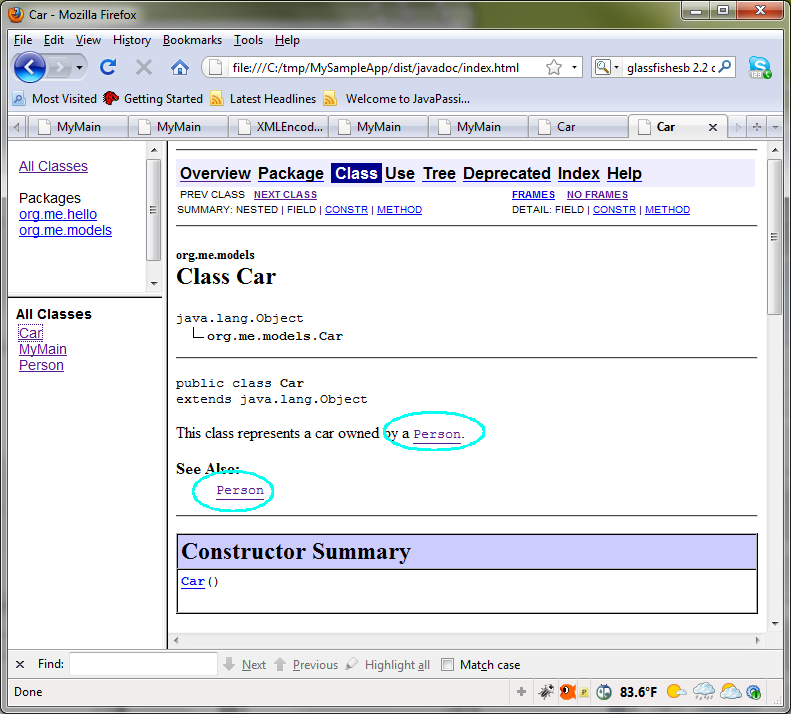 Car - Mozilla Firefox
File Edit View History Bookmarks Tools Help
file:///C:/tmp/MySampleApp/dist/javadoc/index.html
glassfishesb 2.2
Most Visited Getting Started Latest Headlines Welcome to JavaPassi...
MyMain MyMain XMLEncod... MyMain MyMain Car Car
All Classes
Packages
org.me.hello
org.me.models
All Classes
Car
MyMain
Person
Overview Package Class Use Tree Deprecated Index Help
PREV CLASS NEXT CLASS FRAMES NO FRAMES
SUMMARY: NESTED | FIELD | CONSTR | METHOD DETAIL: FIELD | CONSTR | METHOD
org.me.models
Class Car
java.lang.Object
org.me.models.Car
public class Car
extends java.lang.Object
This class represents a car owned by a Person.
See Also:
Person
Constructor Summary
Car()
Find: Next Previous Highlight all Match case
Done P 83.6°F